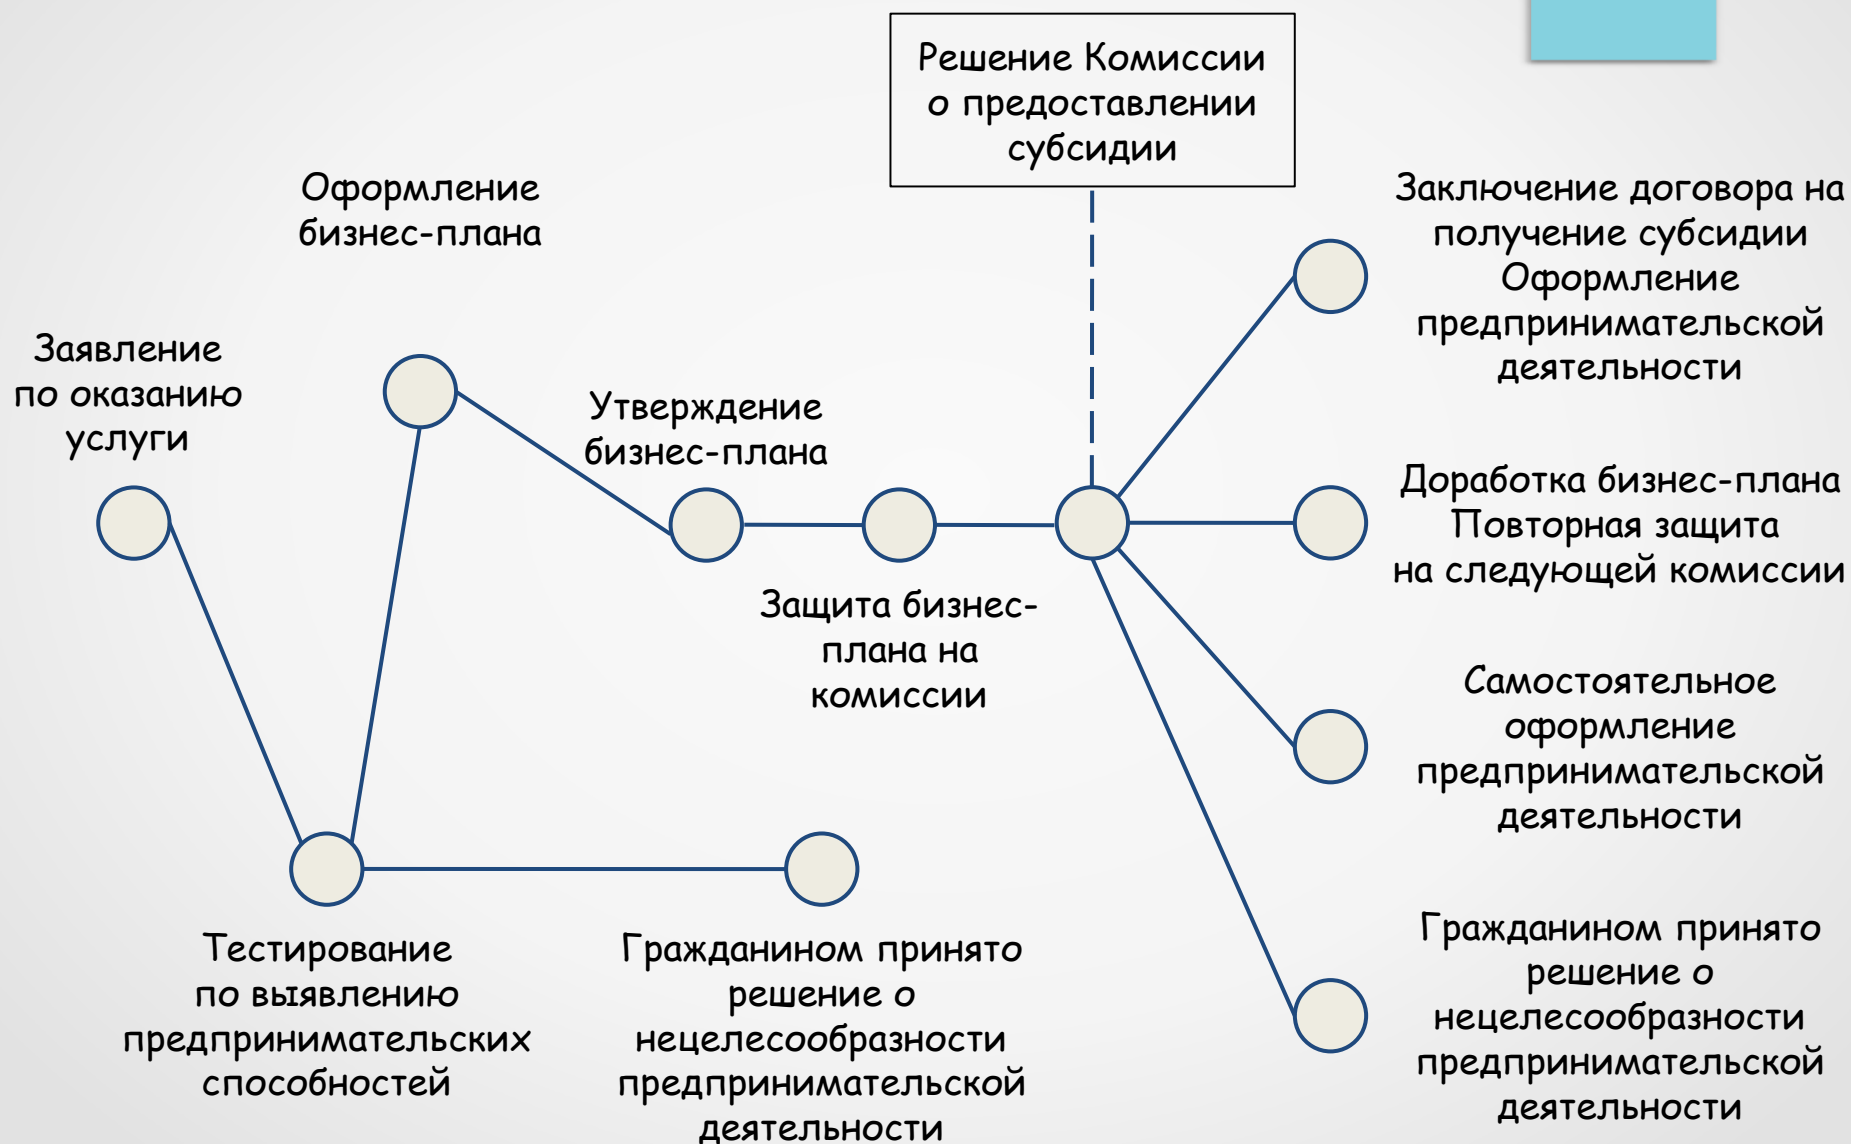 Решение Комиссии
о предоставлении
субсидии
Оформление
бизнес-плана
Заявление
по оказанию
услуги
Утверждение
бизнес-плана
Защита бизнес-
плана на
комиссии
Тестирование
по выявлению
предпринимательских
способностей
Гражданином принято
решение о
нецелесообразности
предпринимательской
деятельности
Заключение договора на
получение субсидии
Оформление
предпринимательской
деятельности
Доработка бизнес-плана
Повторная защита
на следующей комиссии
Самостоятельное
оформление
предпринимательской
деятельности
Гражданином принято
решение о
нецелесообразности
предпринимательской
деятельности